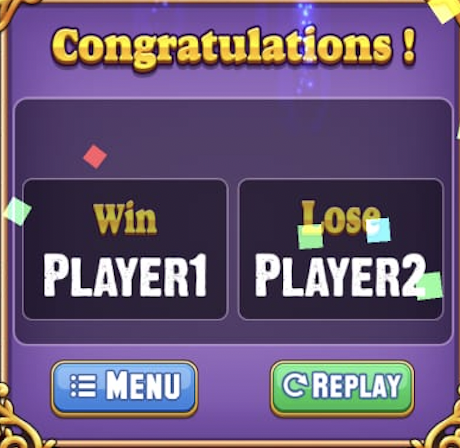 Congratulations !
Win
PLAYER1
Lose
PLAYER2
MENU
REPLAY